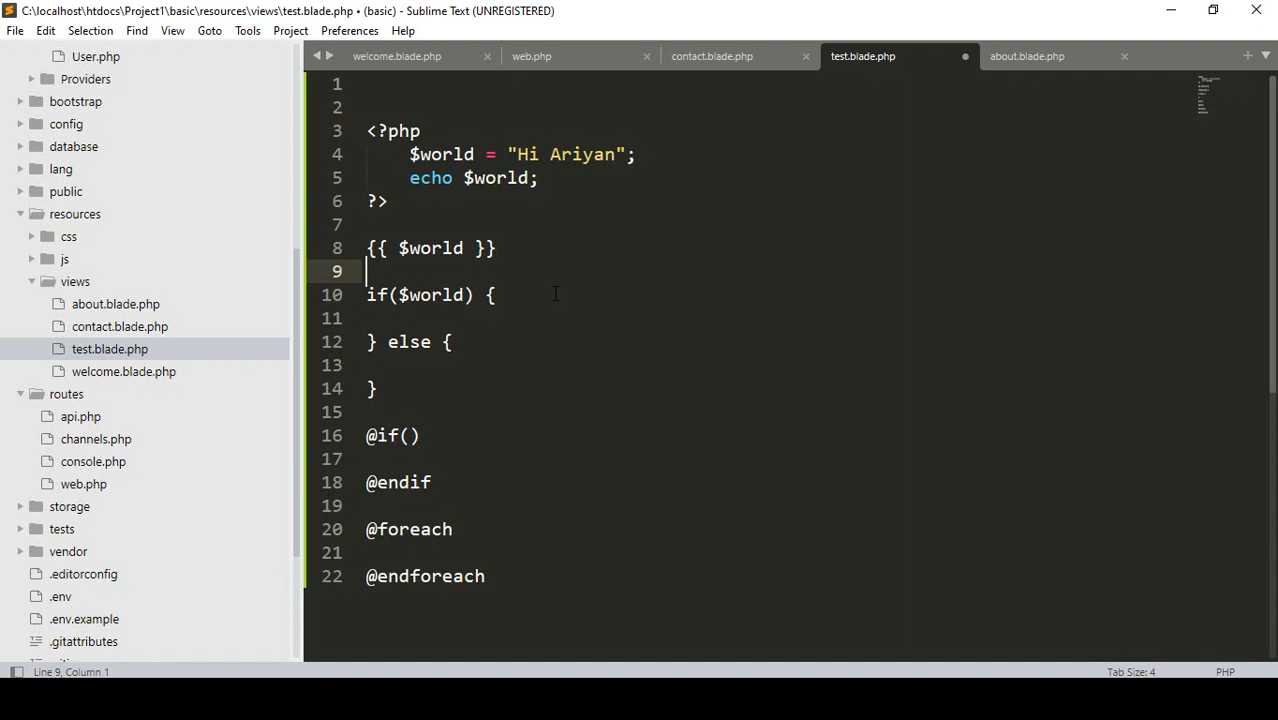 C:\localhost\htdocs\Project1\basic\resources\views\test.blade.php • (basic) - Sublime Text (UNREGISTERED)
File Edit Selection Find View Goto Tools Project Preferences Help
User.php
Providers
bootstrap
config
database
lang
public
resources
css
js
views
about.blade.php
contact.blade.php
test.blade.php
welcome.blade.php
routes
api.php
channels.php
console.php
web.php
storage
tests
vendor
.editorconfig
.env
.env.example
.gitattributes
welcome.blade.php web.php contact.blade.php test.blade.php about.blade.php
1
2
3 <?php
4 $world = "Hi Ariyan";
5 echo $world;
6 ?>
7
8 {{ $world }}
9
10 if($world) {
11
12 } else {
13
14 }
15
16 @if()
17
18 @endif
19
20 @foreach
21
22 @endforeach
Line 9, Column 1 Tab Size: 4 PHP